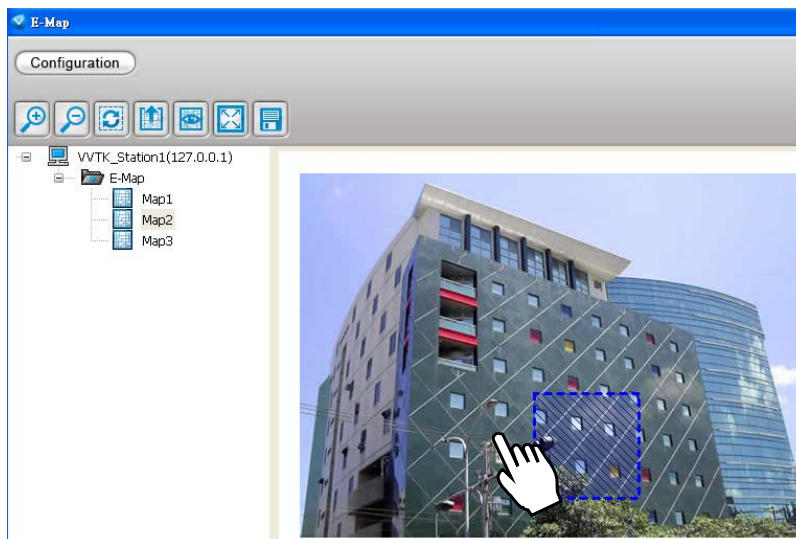 E-Map
Configuration
VVTK_Station1(127.0.0.1)
E-Map
Map1
Map2
Map3